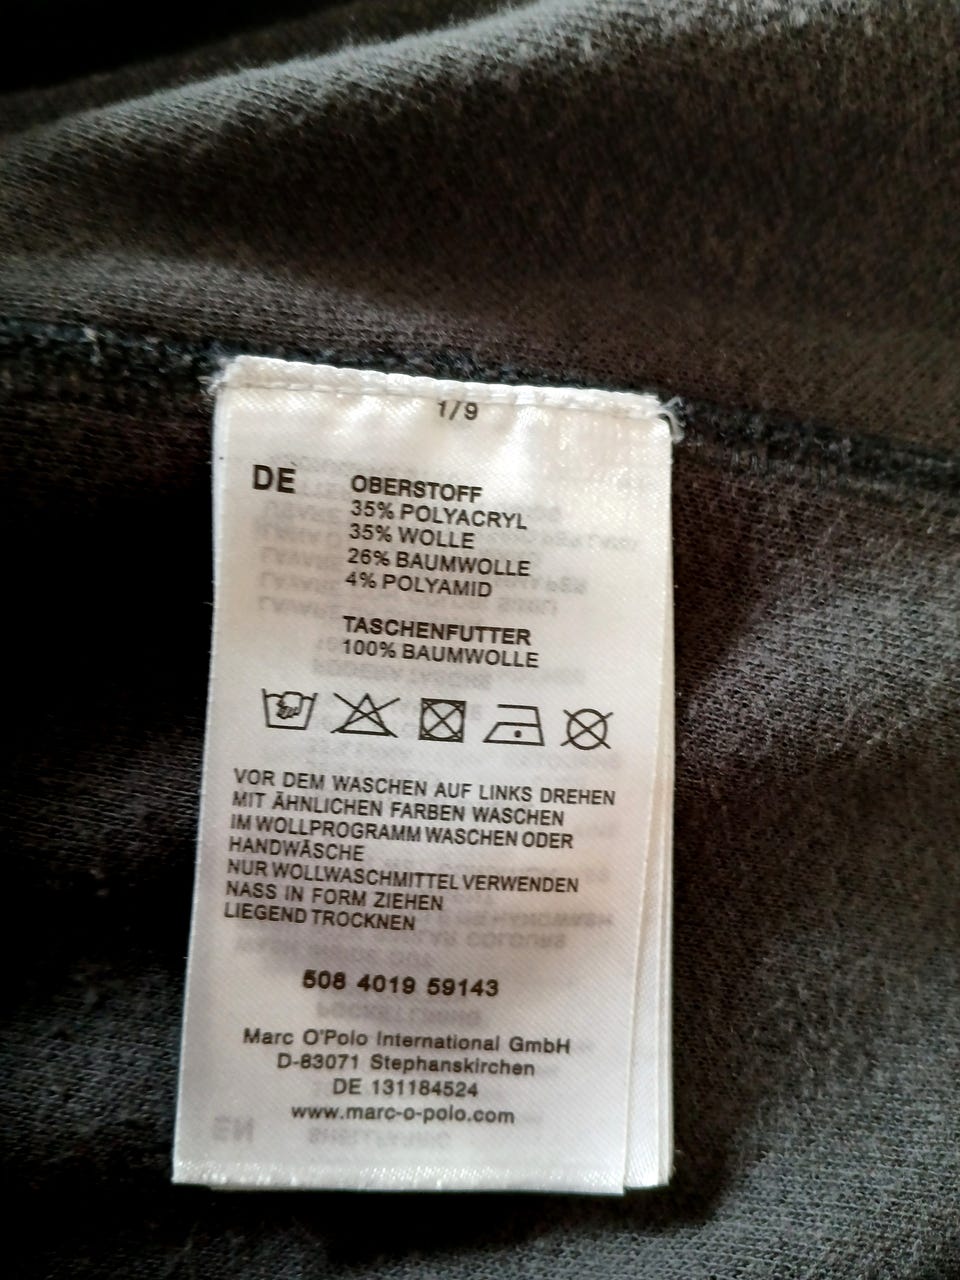 1/9
DE OBERSTOFF
35% POLYACRYL
35% WOLLE
26% BAUMWOLLE
4% POLYAMID
TASCHENFUTTER
100% BAUMWOLLE
VOR DEM WASCHEN AUF LINKS DREHEN
MIT ÄHNLICHEN FARBEN WASCHEN
IM WOLLPROGRAMM WASCHEN ODER
HANDWÄSCHE
NUR WOLLWASCHMITTEL VERWENDEN
NASS IN FORM ZIEHEN
LIEGEND TROCKNEN
508 4019 59143
Marc O'Polo International GmbH
D-83071 Stephanskirchen
DE 131184524
www.marc-o-polo.com